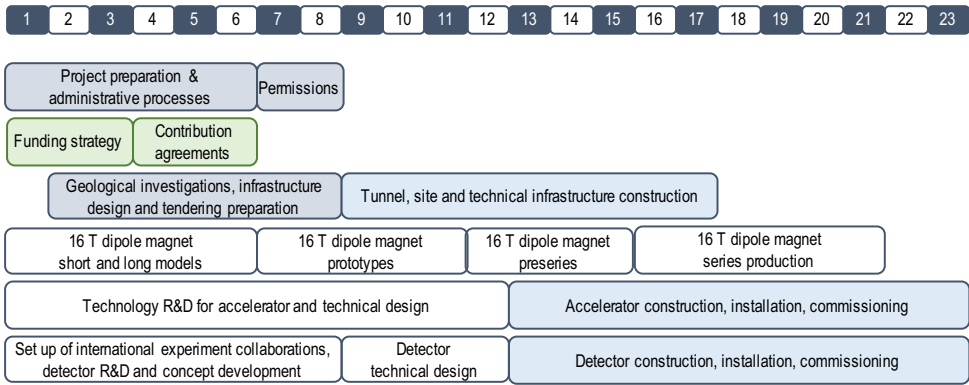 1 2 3 4 5 6 7 8 9 10 11 12 13 14 15 16 17 18 19 20 21 22 23
Project preparation &
administrative processes
Permissions
Funding strategy
Contribution
agreements
Geological investigations, infrastructure
design and tendering preparation
Tunnel, site and technical infrastructure construction
16 T dipole magnet
short and long models
16 T dipole magnet
prototypes
16 T dipole magnet
preseries
16 T dipole magnet
series production
Technology R&D for accelerator and technical design
Accelerator construction, installation, commissioning
Set up of international experiment collaborations,
detector R&D and concept development
Detector
technical design
Detector construction, installation, commissioning